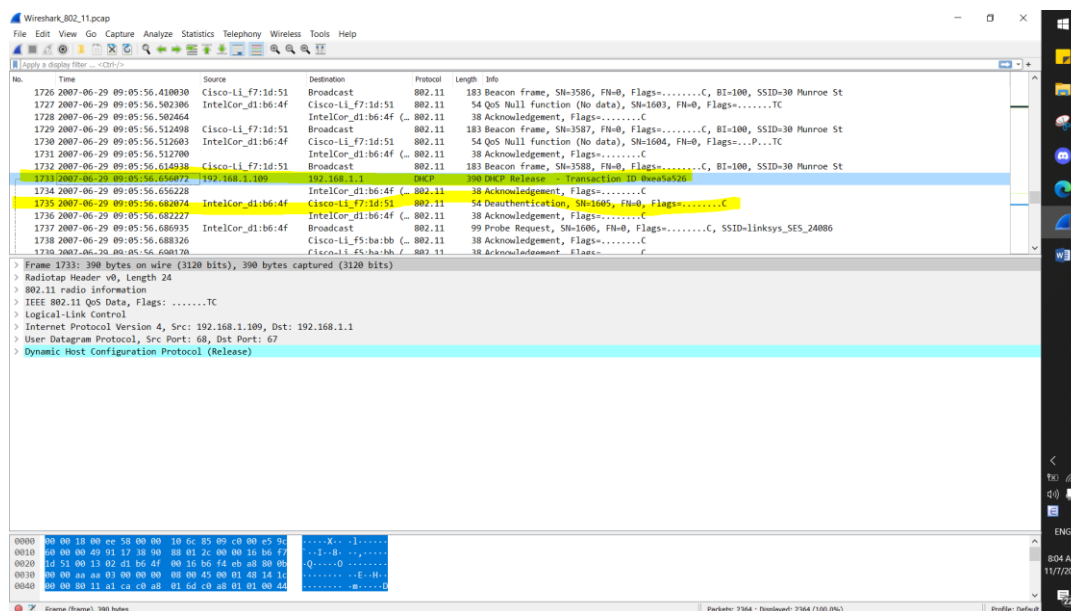 Wireshark_802_11.pcap
File Edit View Go Capture Analyze Statistics Telephony Wireless Tools Help
Apply a display filter ... <Ctrl-/>
No. Time Source Destination Protocol Length Info
1726 2007-06-29 09:05:56.410030 Cisco-Li_f7:1d:51 Broadcast 802.11 183 Beacon frame, SN=3586, FN=0, Flags=........C, BI=100, SSID=30 Munroe St
1727 2007-06-29 09:05:56.502306 IntelCor_d1:b6:4f Cisco-Li_f7:1d:51 802.11 54 QoS Null function (No data), SN=1603, FN=0, Flags=.......TC
1728 2007-06-29 09:05:56.502464 IntelCor_d1:b6:4f (… 802.11 38 Acknowledgement, Flags=........C
1729 2007-06-29 09:05:56.512498 Cisco-Li_f7:1d:51 Broadcast 802.11 183 Beacon frame, SN=3587, FN=0, Flags=........C, BI=100, SSID=30 Munroe St
1730 2007-06-29 09:05:56.512603 IntelCor_d1:b6:4f Cisco-Li_f7:1d:51 802.11 54 QoS Null function (No data), SN=1604, FN=0, Flags=...P...TC
1731 2007-06-29 09:05:56.512700 IntelCor_d1:b6:4f (… 802.11 38 Acknowledgement, Flags=........C
1732 2007-06-29 09:05:56.614938 Cisco-Li_f7:1d:51 Broadcast 802.11 183 Beacon frame, SN=3588, FN=0, Flags=........C, BI=100, SSID=30 Munroe St
1733 2007-06-29 09:05:56.656072 192.168.1.109 192.168.1.1 DHCP 390 DHCP Release - Transaction ID 0xea5a526
1734 2007-06-29 09:05:56.656228 IntelCor_d1:b6:4f (… 802.11 38 Acknowledgement, Flags=........C
1735 2007-06-29 09:05:56.682074 IntelCor_d1:b6:4f Cisco-Li_f7:1d:51 802.11 54 Deauthentication, SN=1605, FN=0, Flags=........C
1736 2007-06-29 09:05:56.682227 IntelCor_d1:b6:4f (… 802.11 38 Acknowledgement, Flags=........C
1737 2007-06-29 09:05:56.686935 IntelCor_d1:b6:4f Broadcast 802.11 99 Probe Request, SN=1606, FN=0, Flags=........C, SSID=linksys_SES_24086
1738 2007-06-29 09:05:56.688326 Cisco-Li_f5:ba:bb (… 802.11 38 Acknowledgement, Flags=........C
1739 2007-06-29 09:05:56.690170 Cisco-Li_f5:ba:bb (… 802.11 38 Acknowledgement, Flags=........C
> Frame 1733: 390 bytes on wire (3120 bits), 390 bytes captured (3120 bits)
> Radiotap Header v0, Length 24
> 802.11 radio information
> IEEE 802.11 QoS Data, Flags: .......TC
> Logical-Link Control
> Internet Protocol Version 4, Src: 192.168.1.109, Dst: 192.168.1.1
> User Datagram Protocol, Src Port: 68, Dst Port: 67
> Dynamic Host Configuration Protocol (Release)
0000 00 00 18 00 ee 58 00 00 10 6c 85 09 c0 00 e5 9c ·····X·· ·l······
0010 60 00 00 49 91 17 38 90 88 01 2c 00 00 16 b6 f7 `··I··8· ··,·····
0020 1d 51 00 13 02 d1 b6 4f 00 16 b6 f4 eb a8 80 0b ·Q·····O ········
0030 00 00 aa aa 03 00 00 00 08 00 45 00 01 48 14 1c ········ ··E··H··
0040 00 00 80 11 a1 ca c0 a8 01 6d c0 a8 01 01 00 44 ········ ·m·····D
Frame (frame), 390 bytes
Packets: 2364 · Displayed: 2364 (100.0%)
Profile: Default
ENG
8:04 A
11/7/20
22